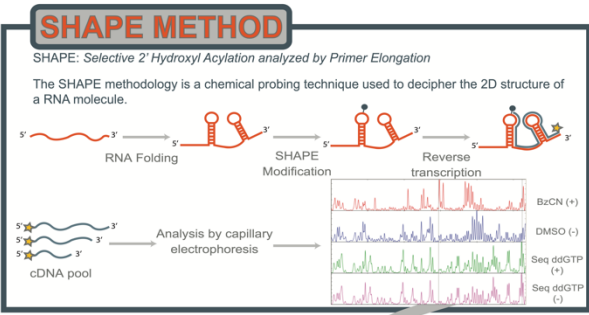 SHAPE METHOD
SHAPE: Selective 2' Hydroxyl Acylation analyzed by Primer Elongation
The SHAPE methodology is a chemical probing technique used to decipher the 2D structure of
a RNA molecule.
5' 3'
RNA Folding
5' 3'
SHAPE
Modification
5' 3'
Reverse
transcription
5' 3'
5' 3'
5' 3'
5' 3'
cDNA pool
Analysis by capillary
electrophoresis
BzCN (+)
DMSO (-)
Seq ddGTP
(+)
Seq ddGTP
(-)